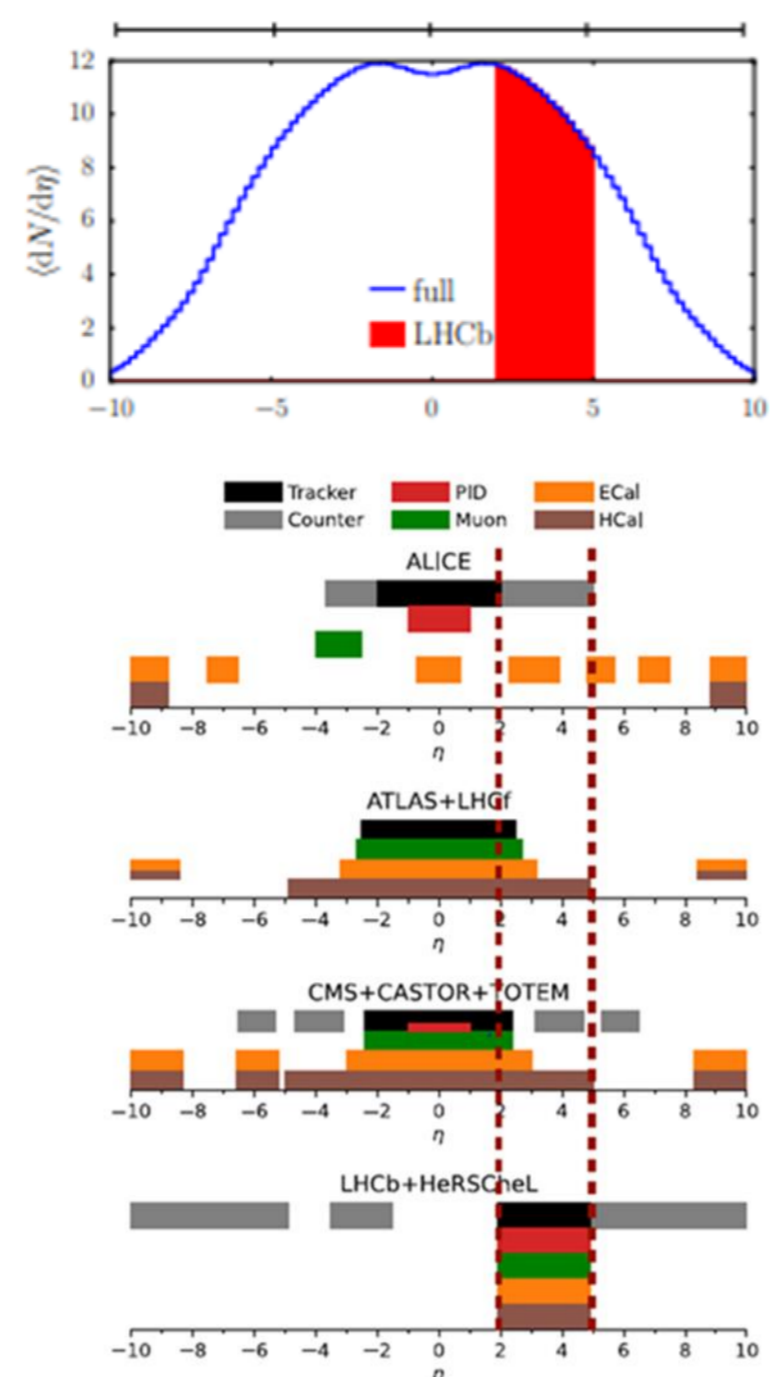 12
10
8
6
4
2
0
⟨dN/dη⟩
full
LHCb
−10 −5 0 5 10
Tracker PID ECal
Counter Muon HCal
ALICE
−10 −8 −6 −4 −2 0 2 4 6 8 10
η
ATLAS+LHCf
−10 −8 −6 −4 −2 0 2 4 6 8 10
η
CMS+CASTOR+TOTEM
−10 −8 −6 −4 −2 0 2 4 6 8 10
η
LHCb+HeRSCheL
−10 −8 −6 −4 −2 0 2 4 6 8 10
η